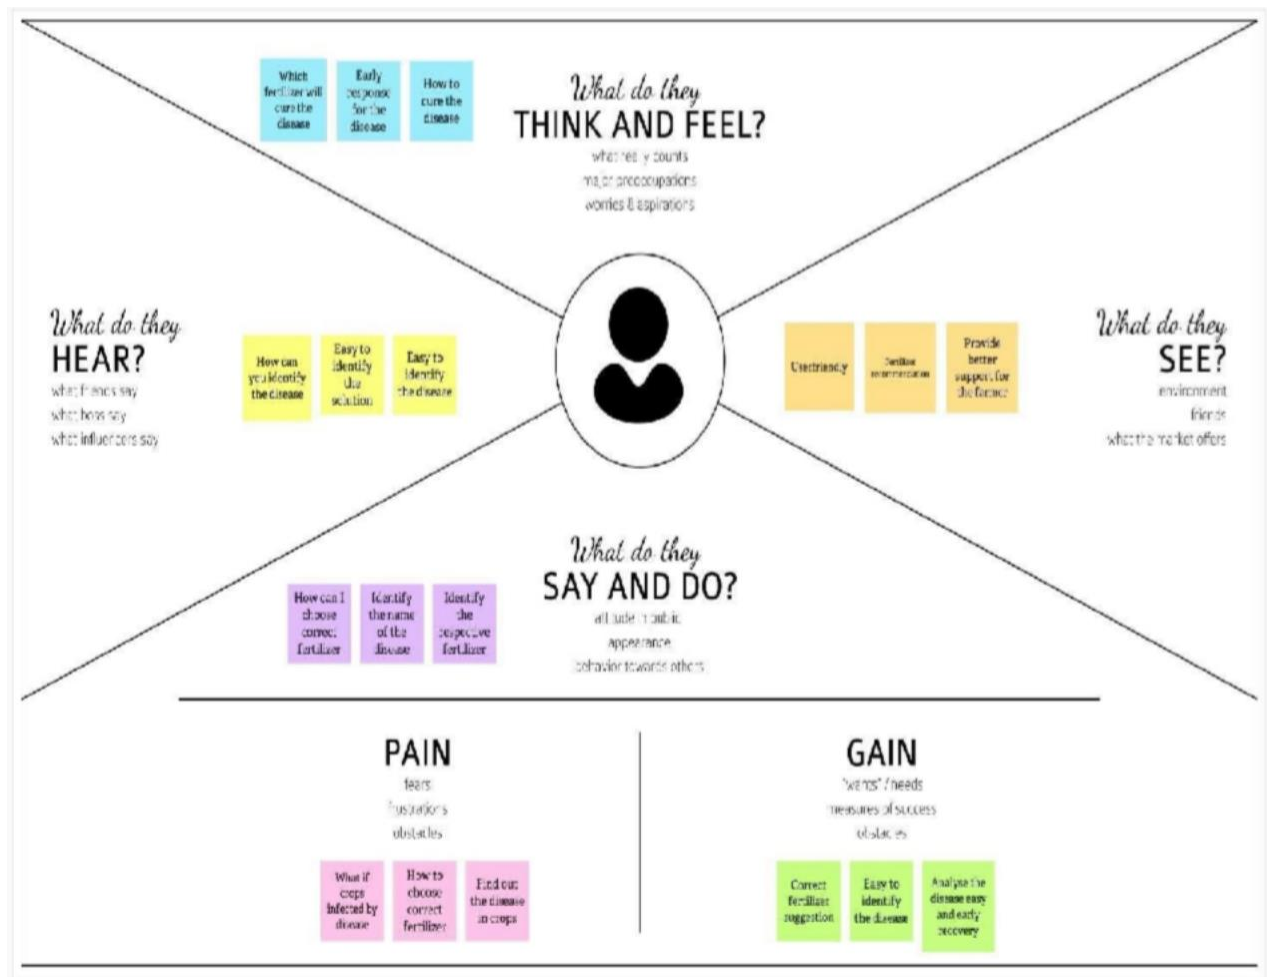 What do they
THINK AND FEEL?
what really counts
major preoccupations
worries & aspirations
Which
fertilizer will
cure the
disease
Early
response
for the
disease
How to
cure the
disease
What do they
HEAR?
what friends say
what boss say
what influencers say
How can
you identify
the disease
Easy to
identify
the
solution
Easy to
identify
the disease
Userfriendly
Fertilizer
recommendation
Provide
better
support for
the farmer
What do they
SEE?
environment
friends
what the market offers
What do they
SAY AND DO?
attitude in public
appearance
behavior towards others
How can I
choose
correct
fertilizer
Identify
the name
of the
disease
Identify
the
respective
fertilizer
PAIN
fears
frustrations
obstacles
What if
crops
infected by
disease
How to
choose
correct
fertilizer
Find out
the disease
in crops
GAIN
"wants" / needs
measures of success
obstacles
Correct
fertilizer
suggestion
Easy to
identify
the disease
Analyse the
disease easy
and early
recovery